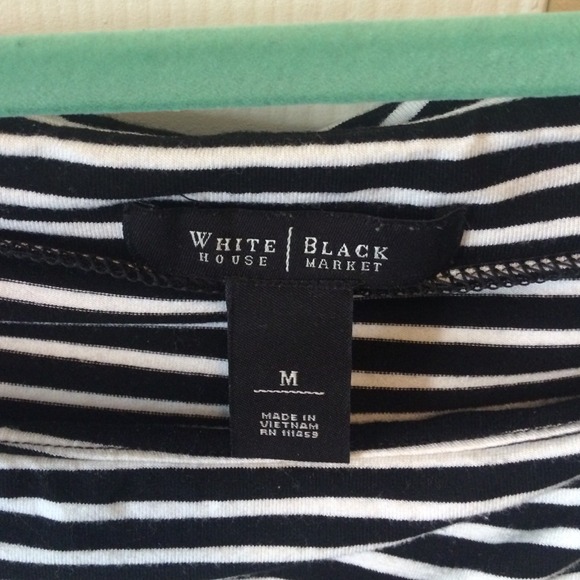 WHITE | BLACK
HOUSE | MARKET
M
MADE IN
VIETNAM
RN 111459